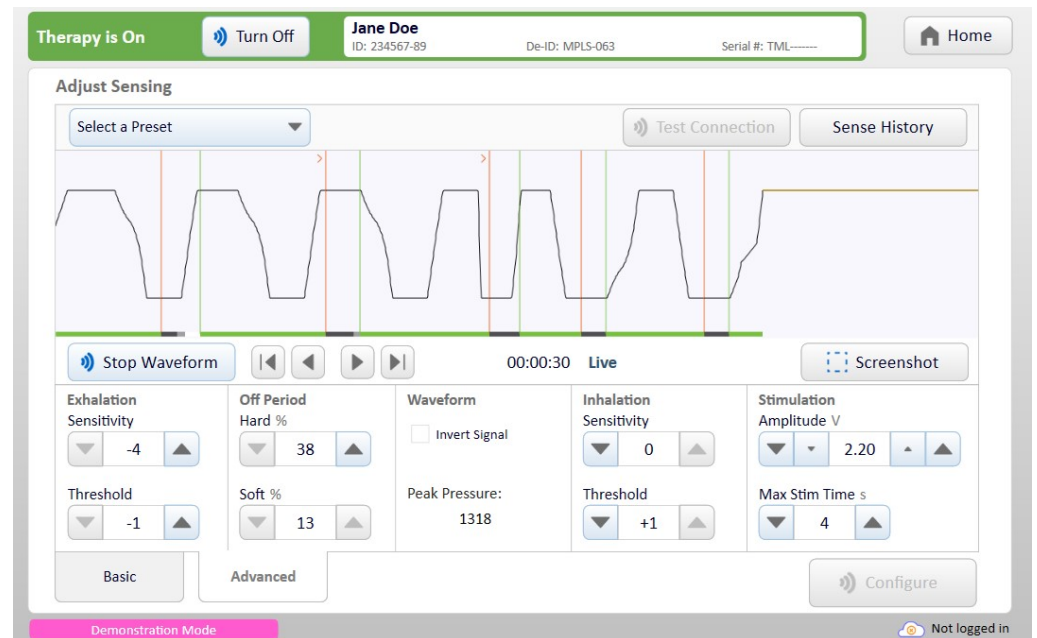 Therapy is On
Turn Off
Jane Doe
ID: 234567-89 De-ID: MPLS-063 Serial #: TML-------
Home
Adjust Sensing
Select a Preset
Test Connection
Sense History
Stop Waveform
00:00:30 Live
Screenshot
Exhalation
Sensitivity
-4
Threshold
-1
Off Period
Hard %
38
Soft %
13
Waveform
Invert Signal
Peak Pressure:
1318
Inhalation
Sensitivity
0
Threshold
+1
Stimulation
Amplitude V
2.20
Max Stim Time s
4
Basic
Advanced
Configure
Demonstration Mode
Not logged in